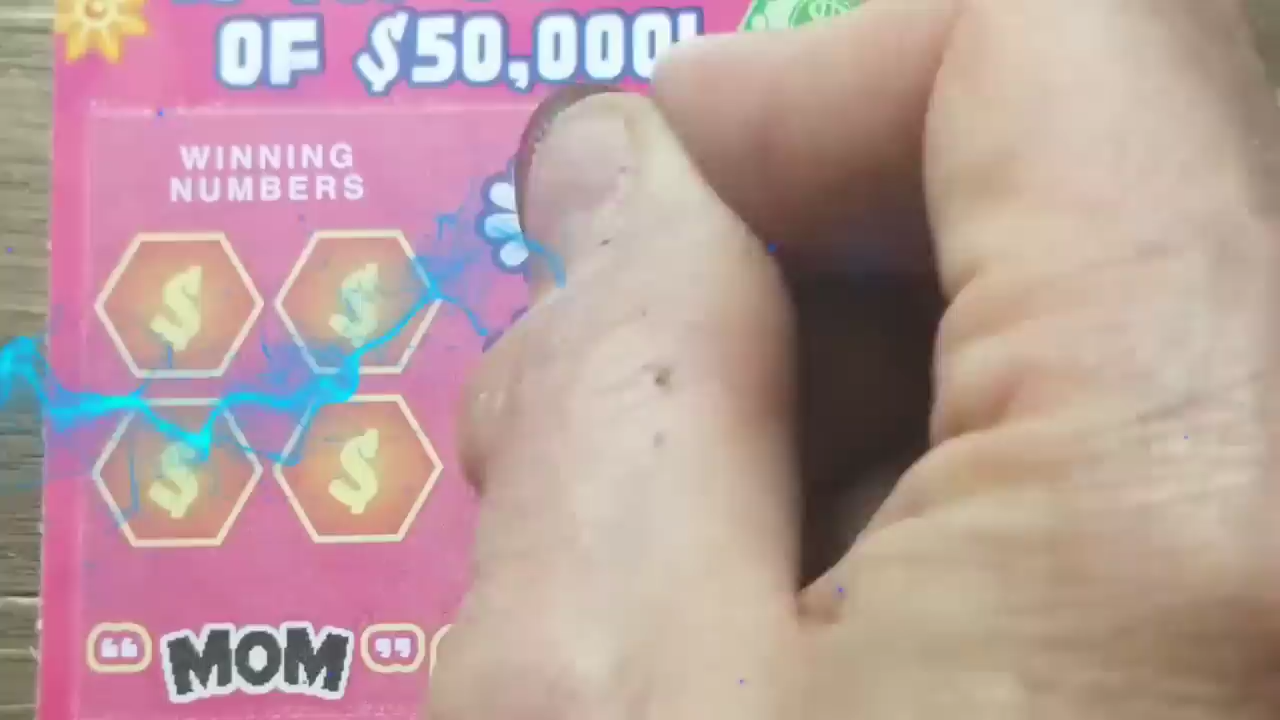 OF $50,000!
WINNING
NUMBERS
$ $
$ $
“ MOM ”